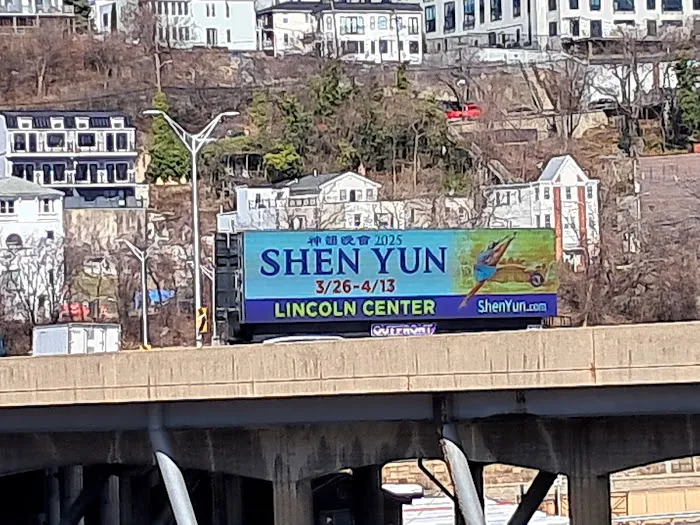 神韻晚會 2025
SHEN YUN
3/26-4/13
LINCOLN CENTER
ShenYun.com
OUTFRONT